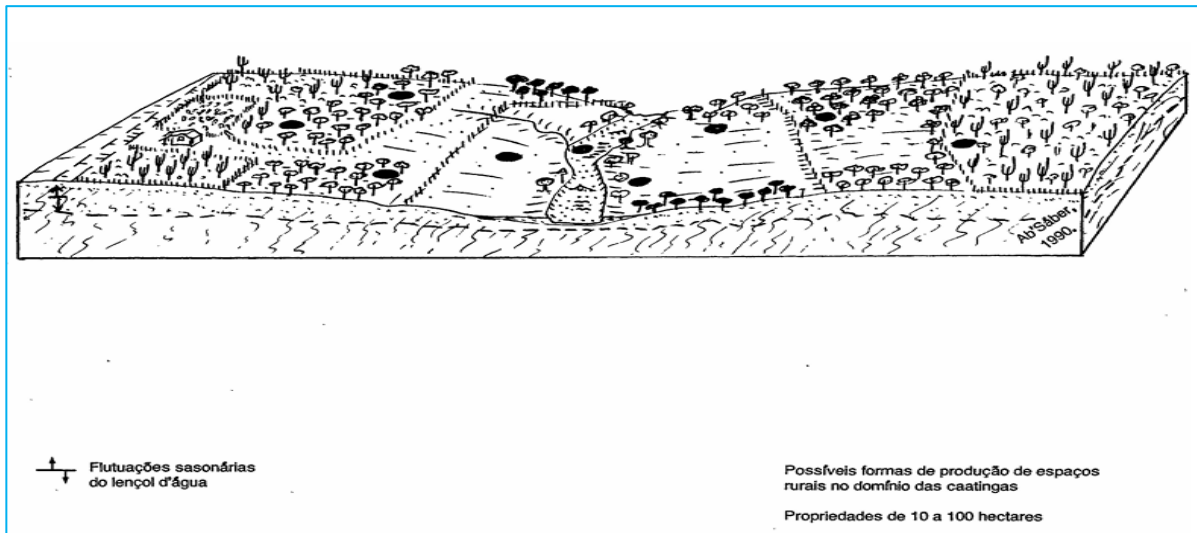 Ab'Sáber,
1990.
Flutuações sasonárias
do lençol d'água
Possíveis formas de produção de espaços
rurais no domínio das caatingas
Propriedades de 10 a 100 hectares